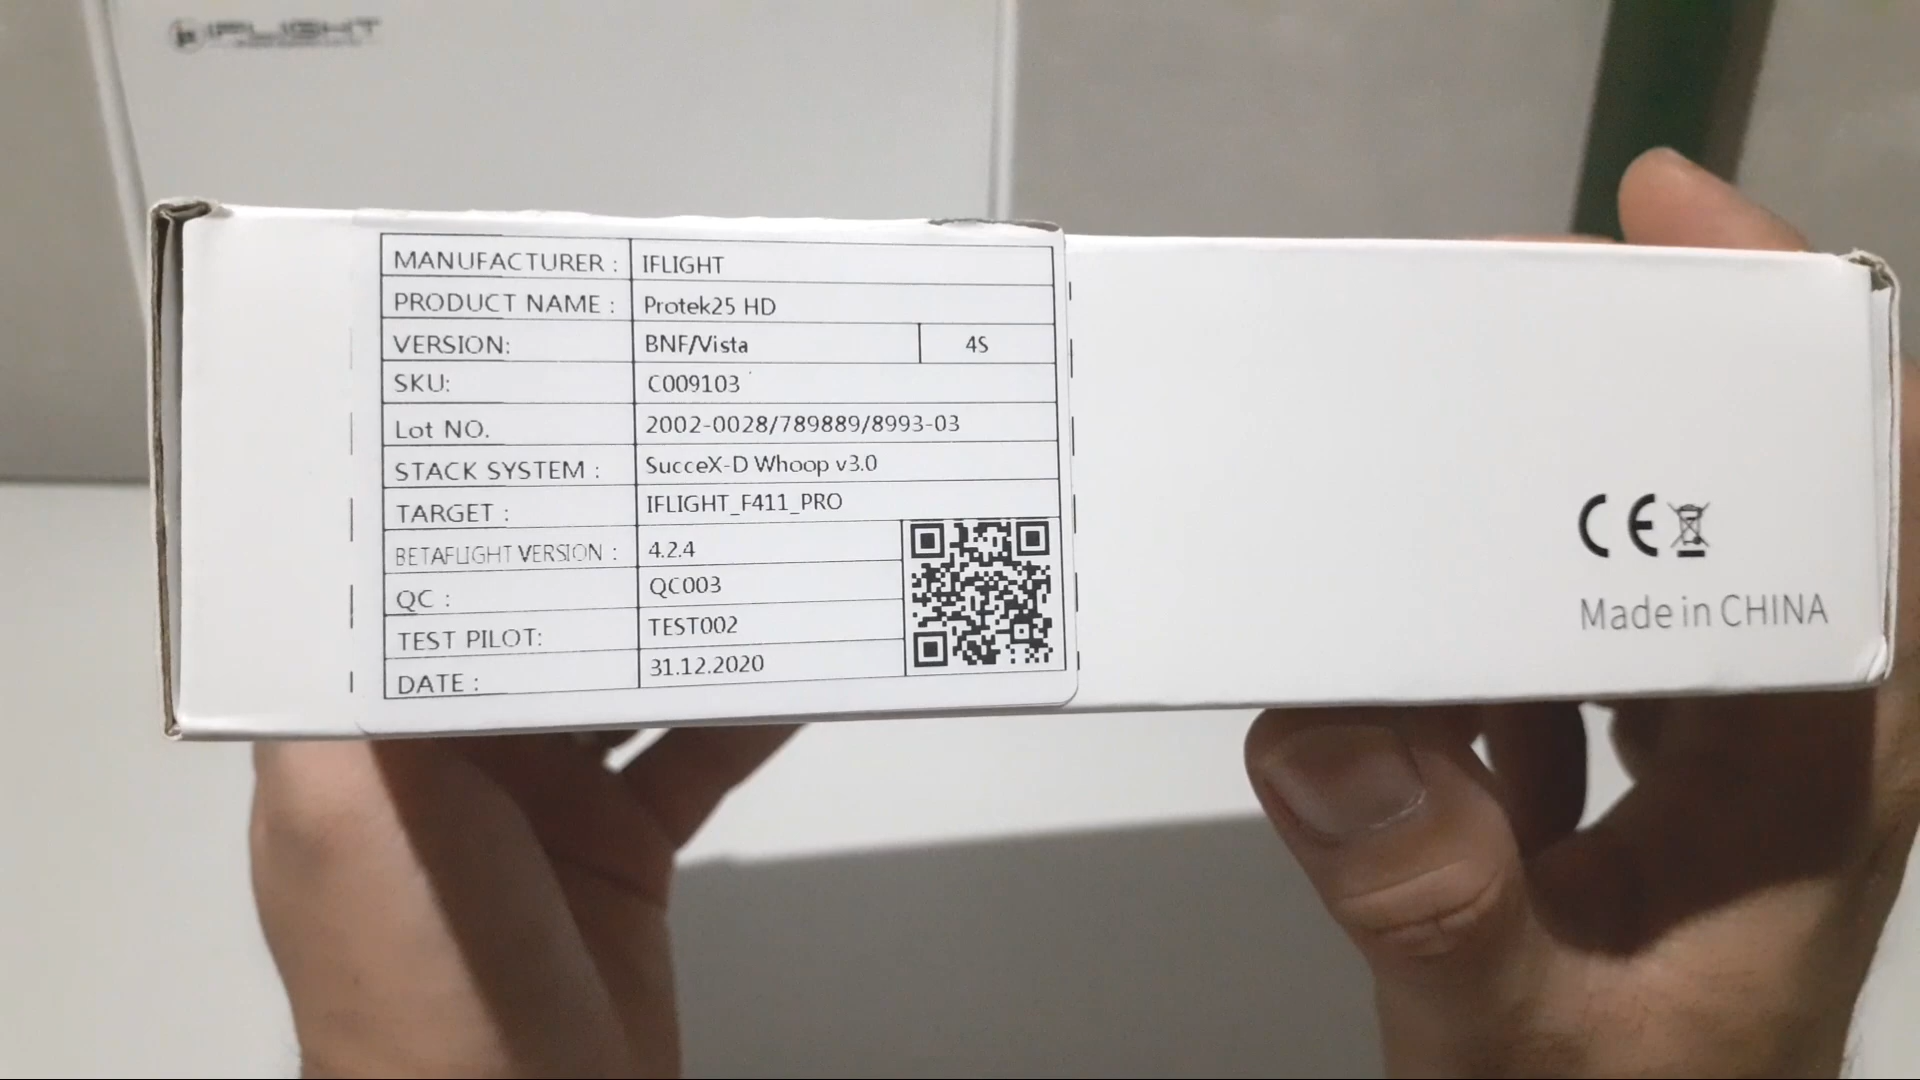 IFLIGHT
MANUFACTURER : IFLIGHT
PRODUCT NAME : Protek25 HD
VERSION: BNF/Vista 4S
SKU: C009103
Lot NO. 2002-0028/789889/8993-03
STACK SYSTEM : SucceX-D Whoop v3.0
TARGET : IFLIGHT_F411_PRO
BETAFLIGHT VERSION : 4.2.4
QC : QC003
TEST PILOT: TEST002
DATE : 31.12.2020
CE
Made in CHINA